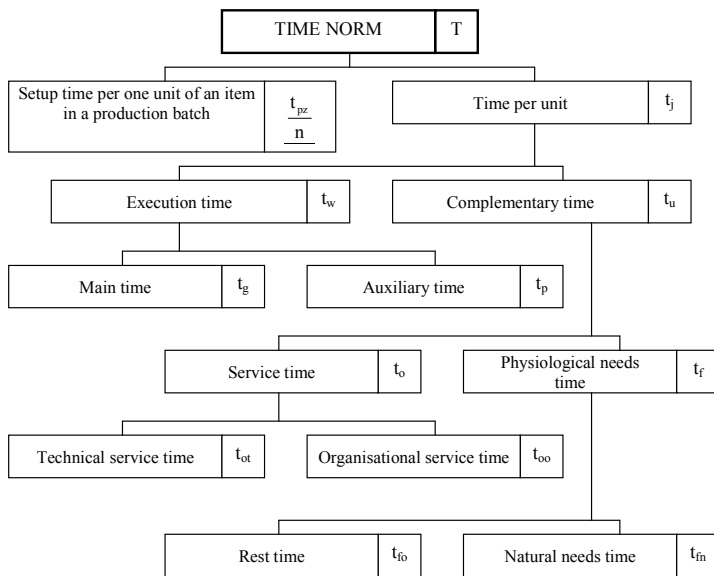 TIME NORM T
Setup time per one unit of an item
in a production batch
t_pz
n
Time per unit t_j
Execution time t_w
Complementary time t_u
Main time t_g
Auxiliary time t_p
Service time t_o
Physiological needs
time
t_f
Technical service time t_ot
Organisational service time t_oo
Rest time t_fo
Natural needs time t_fn